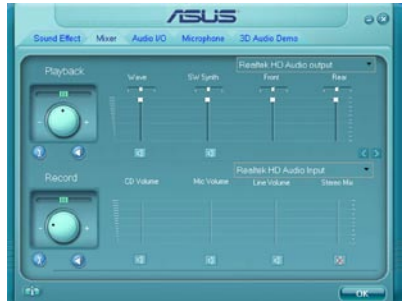 ASUS
Sound Effect Mixer Audio I/O Microphone 3D Audio Demo
Playback
Realtek HD Audio output
Wave SW Synth Front Rear
Record
Realtek HD Audio Input
CD Volume Mic Volume Line Volume Stereo Mix
OK